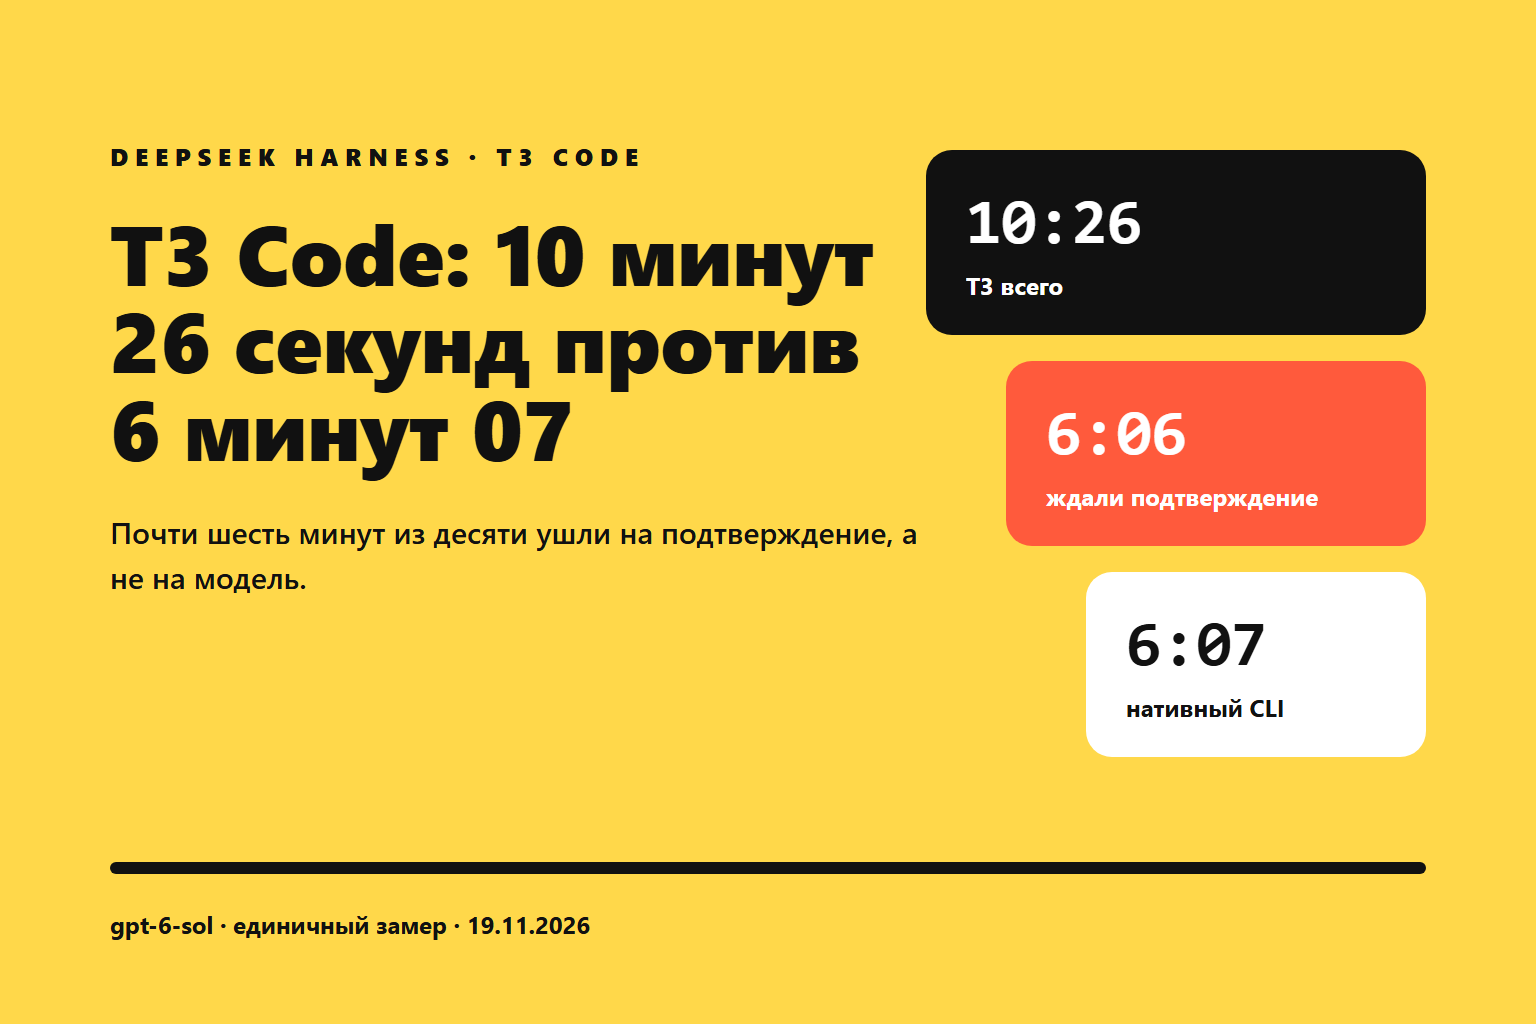 DEEPSEEK HARNESS · T3 CODE
T3 Code: 10 минут
26 секунд против
6 минут 07
Почти шесть минут из десяти ушли на подтверждение, а
не на модель.
10:26
T3 всего
6:06
ждали подтверждение
6:07
нативный CLI
gpt-6-sol · единичный замер · 19.11.2026